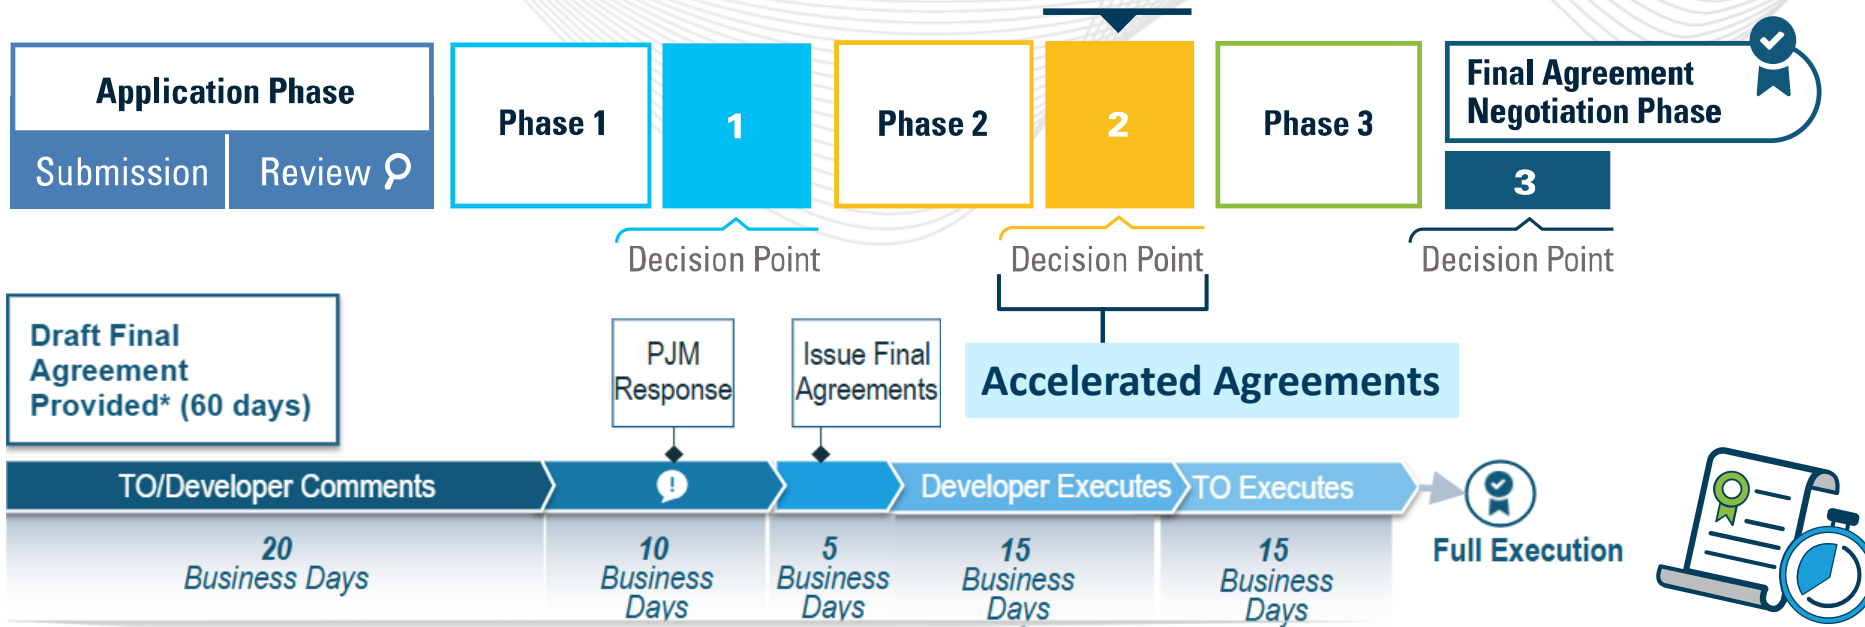 Application Phase
Submission
Review
Phase 1
1
Phase 2
2
Phase 3
Final Agreement
Negotiation Phase
3
Decision Point
Decision Point
Decision Point
Draft Final
Agreement
Provided* (60 days)
PJM
Response
Issue Final
Agreements
Accelerated Agreements
TO/Developer Comments
!
Developer Executes
TO Executes
20
Business Days
10
Business
Days
5
Business
Days
15
Business
Days
15
Business
Days
Full Execution